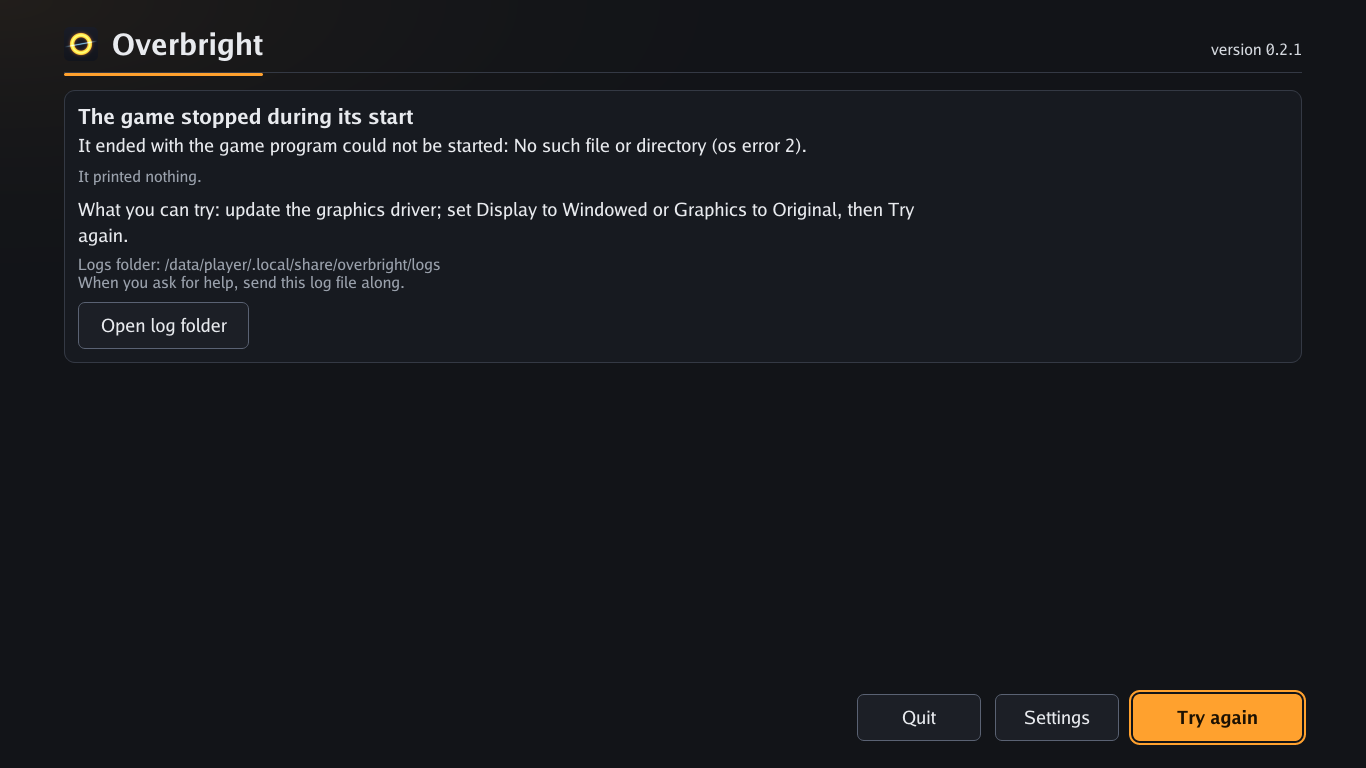 Overbright
version 0.2.1
The game stopped during its start
It ended with the game program could not be started: No such file or directory (os error 2).
It printed nothing.
What you can try: update the graphics driver; set Display to Windowed or Graphics to Original, then Try
again.
Logs folder: /data/player/.local/share/overbright/logs
When you ask for help, send this log file along.
Open log folder
Quit
Settings
Try again